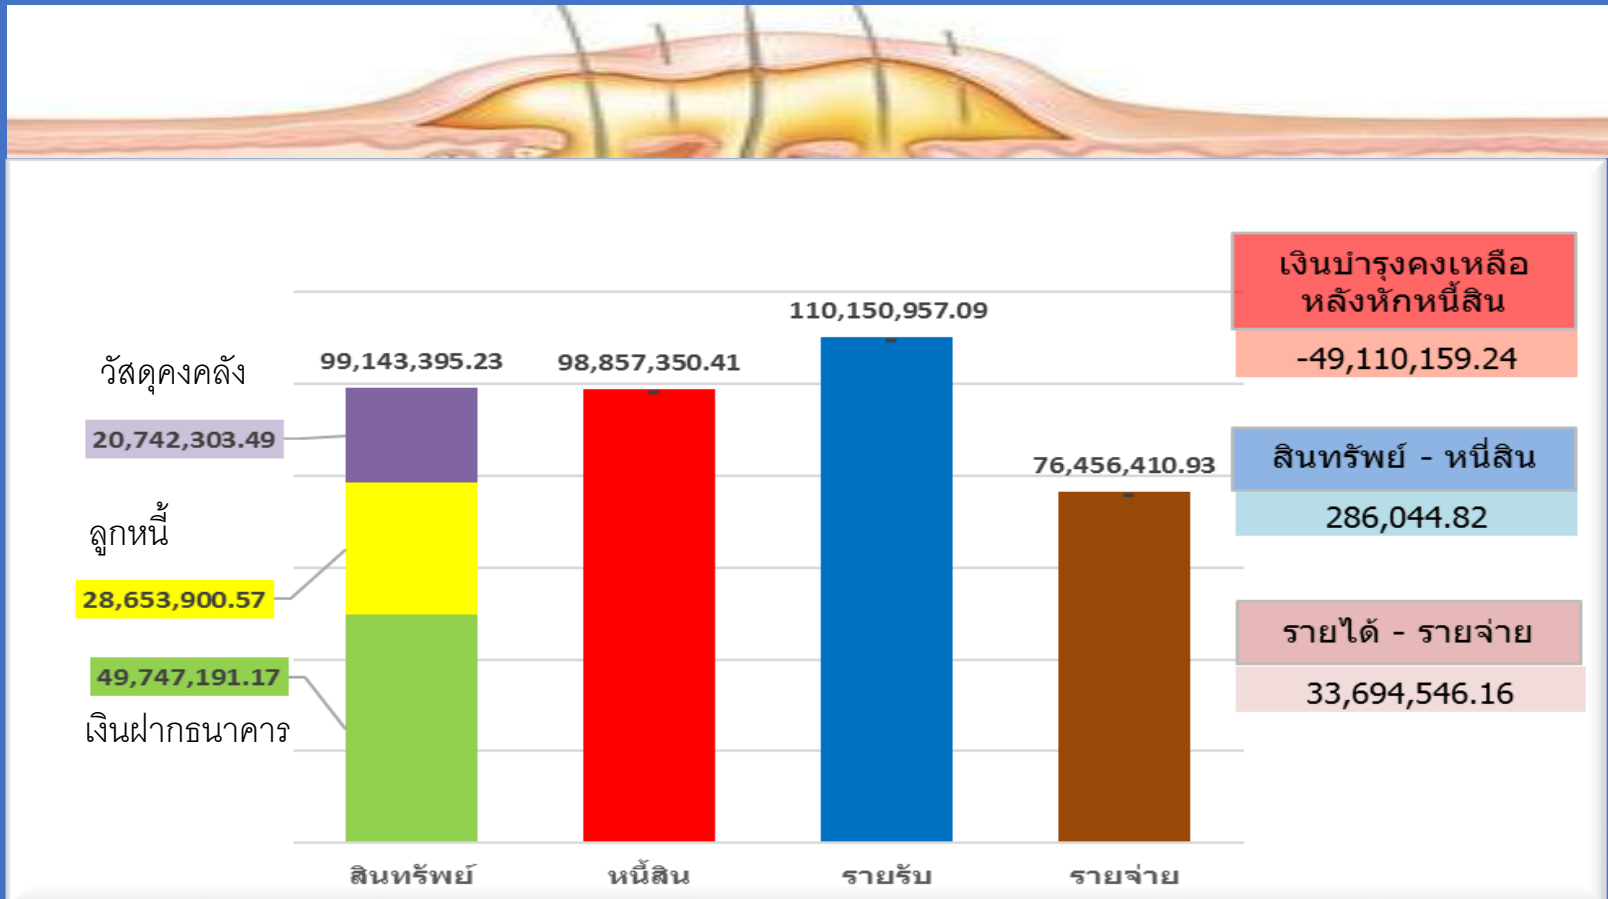 เงินบำรุงคงเหลือ
หลังหักหนี้สิน
-49,110,159.24
สินทรัพย์ - หนี่สิน
286,044.82
รายได้ - รายจ่าย
33,694,546.16
110,150,957.09
99,143,395.23
98,857,350.41
76,456,410.93
วัสดุคงคลัง
20,742,303.49
ลูกหนี้
28,653,900.57
49,747,191.17
เงินฝากธนาคาร
สินทรัพย์
หนี้สิน
รายรับ
รายจ่าย